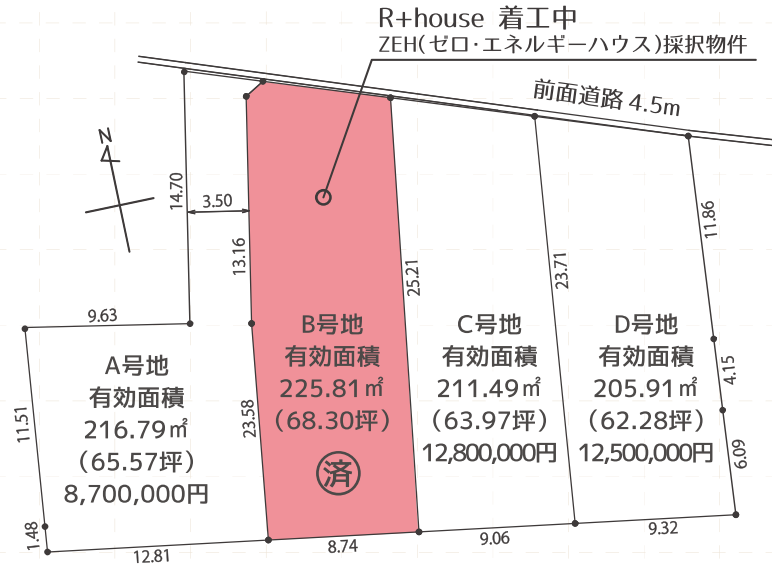 R+house 着工中
ZEH(ゼロ・エネルギーハウス)採択物件
前面道路 4.5m
N
14.70
3.50
13.16
25.21
23.71
11.86
4.15
6.09
9.63
11.51
1.48
23.58
A号地
有効面積
216.79㎡
(65.57坪)
8,700,000円
B号地
有効面積
225.81㎡
(68.30坪)
済
C号地
有効面積
211.49㎡
(63.97坪)
12,800,000円
D号地
有効面積
205.91㎡
(62.28坪)
12,500,000円
12.81
8.74
9.06
9.32